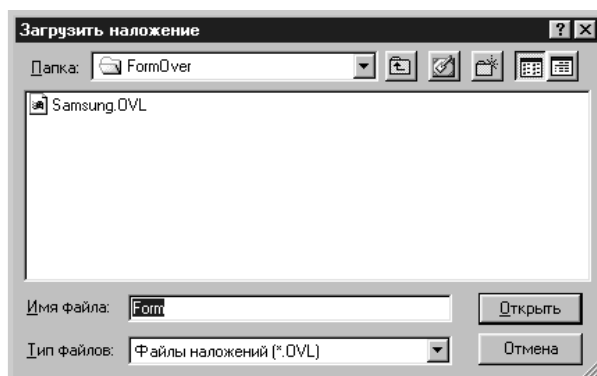 Загрузить наложение
Папка: FormOver
Samsung.OVL
Имя файла: Form Открыть
Тип файлов: Файлы наложений (*.OVL) Отмена